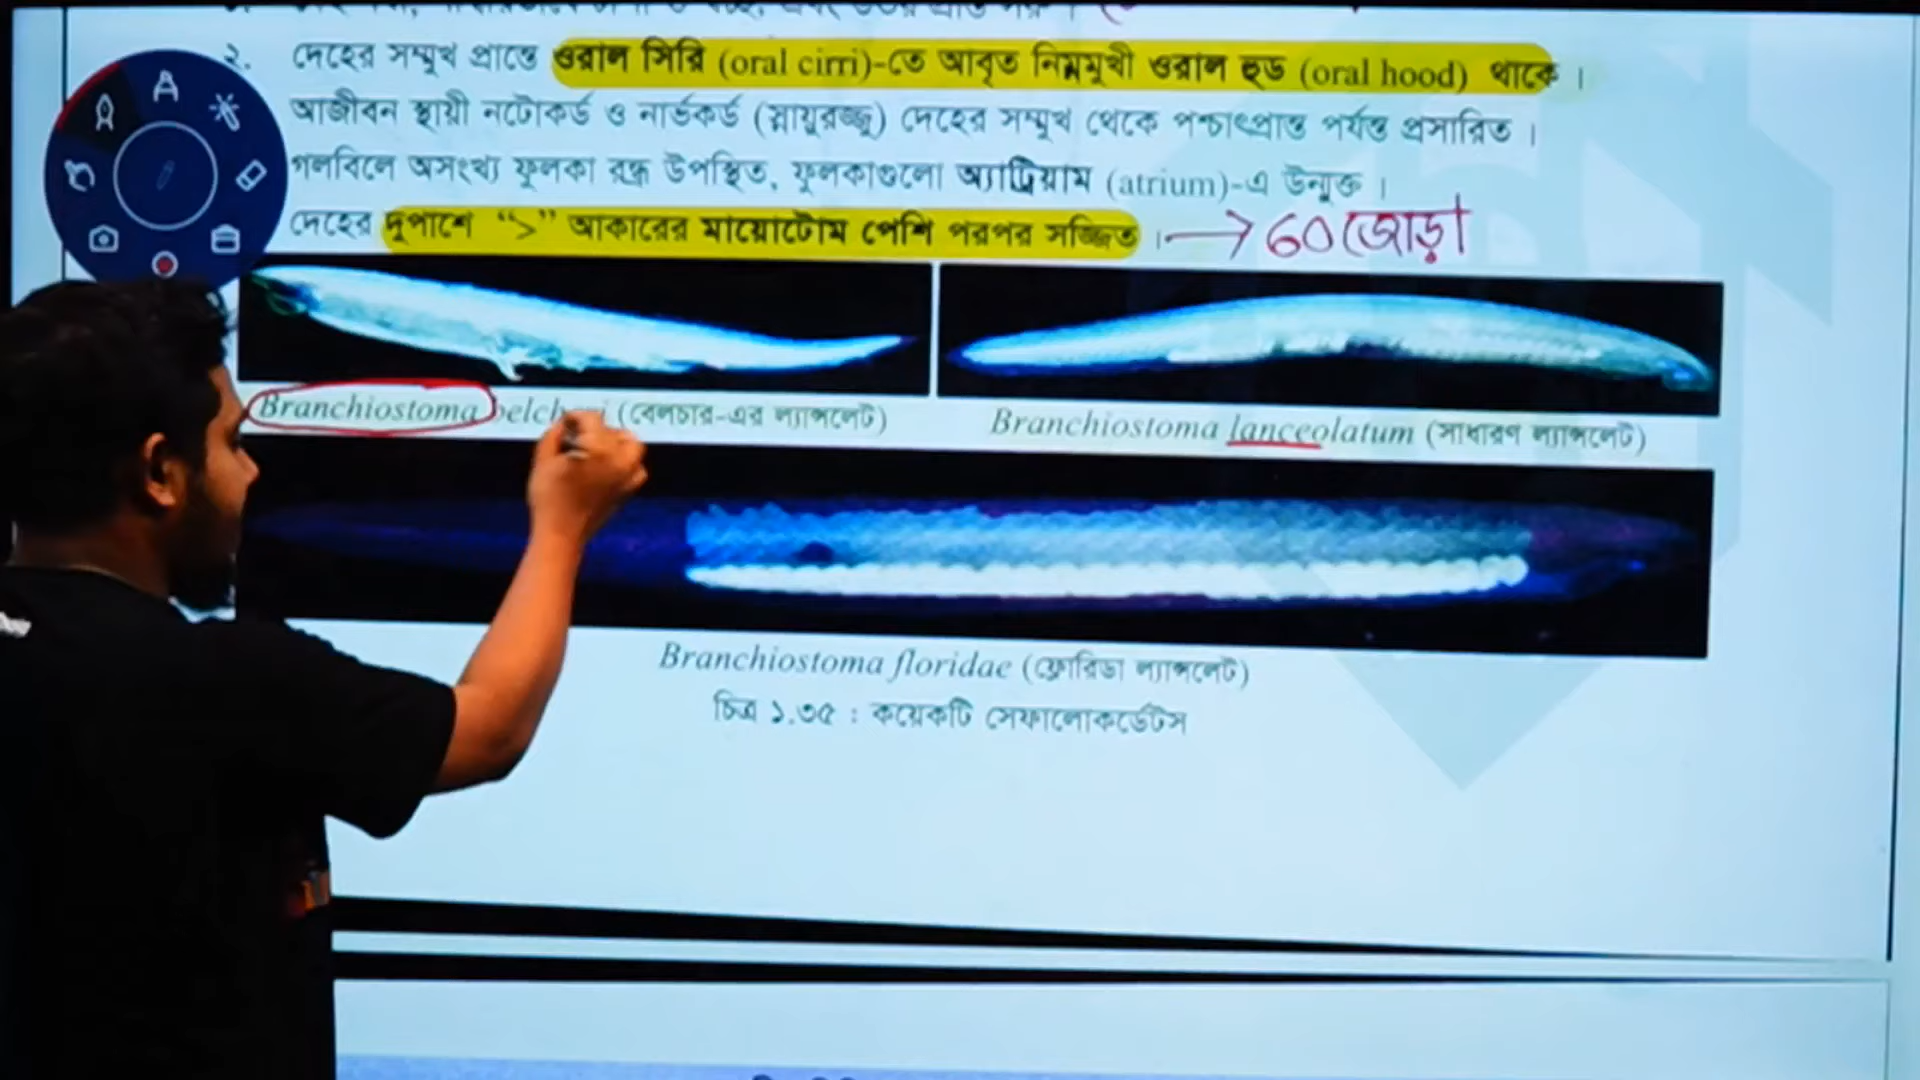 ২. দেহের সম্মুখ প্রান্তে ওরাল সিরি (oral cirri)-তে আবৃত নিম্নমুখী ওরাল হুড (oral hood) থাকে।
আজীবন স্থায়ী নটোকর্ড ও নার্ভকর্ড (স্নায়ুরজ্জু) দেহের সম্মুখ থেকে পশ্চাৎপ্রান্ত পর্যন্ত প্রসারিত।
গলবিলে অসংখ্য ফুলকা রন্ধ্র উপস্থিত, ফুলকাগুলো অ্যাট্রিয়াম (atrium)-এ উন্মুক্ত।
দেহের দুপাশে “>” আকারের মায়োটোম পেশি পরপর সজ্জিত। → 60 জোড়া
Branchiostoma (বেলচার-এর ল্যান্সলেট)
Branchiostoma lanceolatum (সাধারণ ল্যান্সলেট)
Branchiostoma floridae (ফ্লোরিডা ল্যান্সলেট)
চিত্র ১.৩৫ : কয়েকটি সেফালোকর্ডেটস